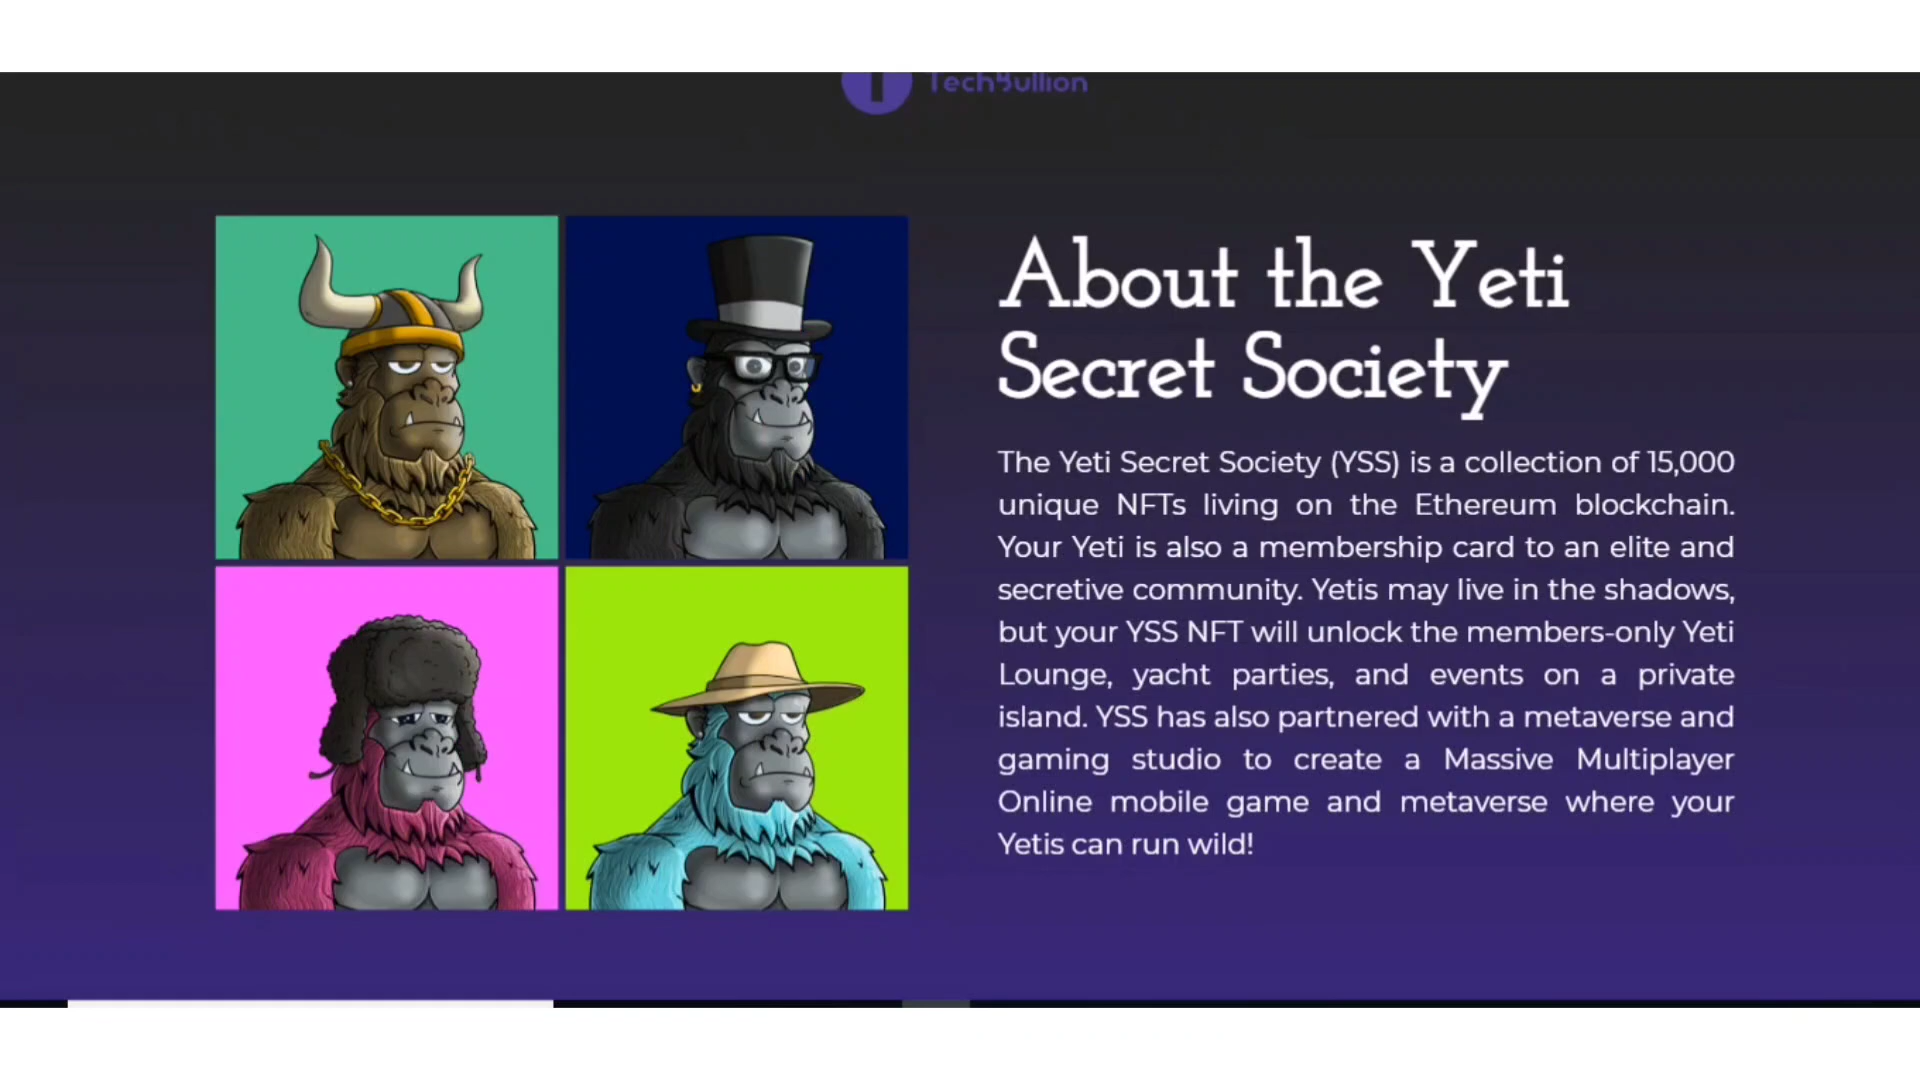 TechBullion
About the Yeti
Secret Society
The Yeti Secret Society (YSS) is a collection of 15,000
unique NFTs living on the Ethereum blockchain.
Your Yeti is also a membership card to an elite and
secretive community. Yetis may live in the shadows,
but your YSS NFT will unlock the members-only Yeti
Lounge, yacht parties, and events on a private
island. YSS has also partnered with a metaverse and
gaming studio to create a Massive Multiplayer
Online mobile game and metaverse where your
Yetis can run wild!